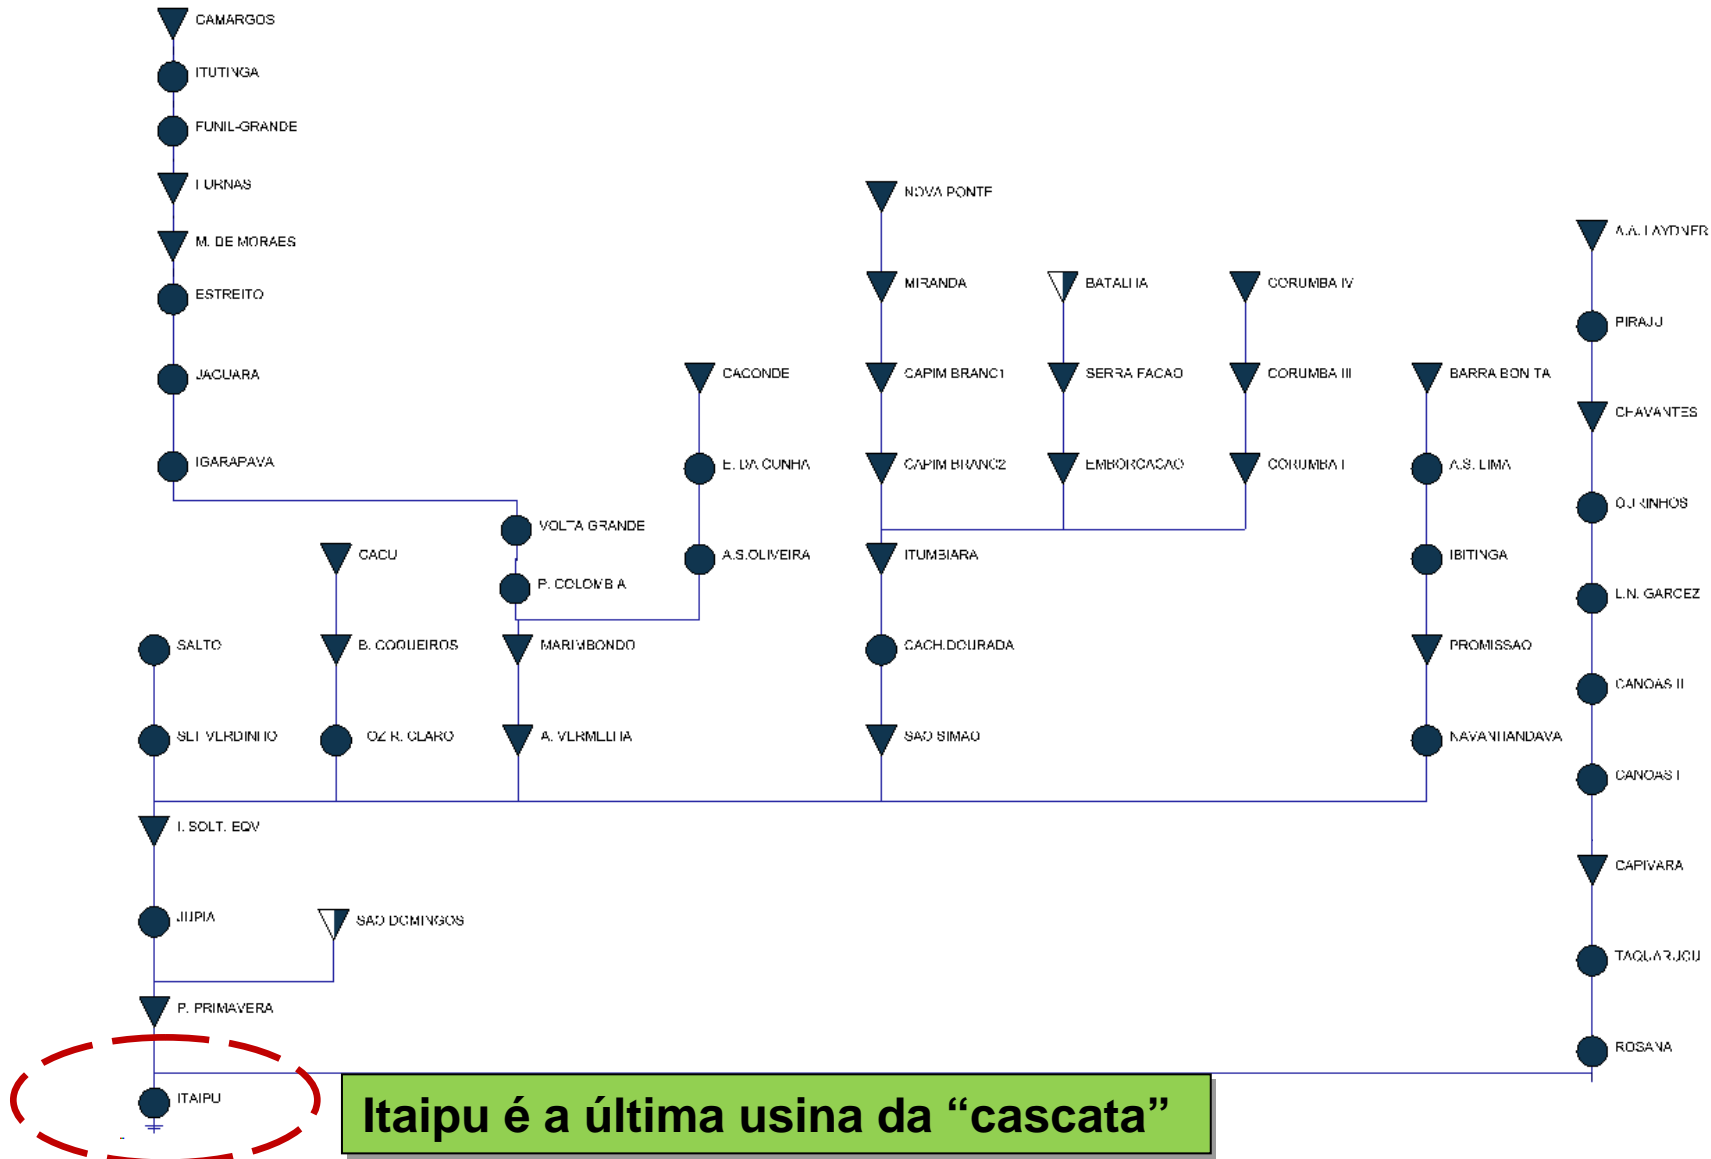 CAMARGOS
ITUTINGA
FUNIL-GRANDE
FURNAS
M. DE MORAES
ESTREITO
JAGUARA
IGARAPAVA
VOLTA GRANDE
P. COLOMBIA
CACONDE
E. DA CUNHA
A.S.OLIVEIRA
NOVA PONTE
MIRANDA
CAPIM BRANC1
CAPIM BRANC2
BATALHA
SERRA FACAO
EMBORCACAO
CORUMBA IV
CORUMBA III
CORUMBA I
ITUMBIARA
CACH.DOURADA
SAO SIMAO
BARRA BONITA
A.S. LIMA
IBITINGA
PROMISSAO
NAVANHANDAVA
A.A. LAYDNER
PIRAJU
CHAVANTES
OURINHOS
L.N. GARCEZ
CANOAS II
CANOAS I
CAPIVARA
TAQUARUCU
ROSANA
SALTO
SLT VERDINHO
CACU
B. COQUEIROS
FOZ R. CLARO
MARIMBONDO
A. VERMELHA
I. SOLT. EQV
JUPIA
SAO DOMINGOS
P. PRIMAVERA
ITAIPU
Itaipu é a última usina da “cascata”